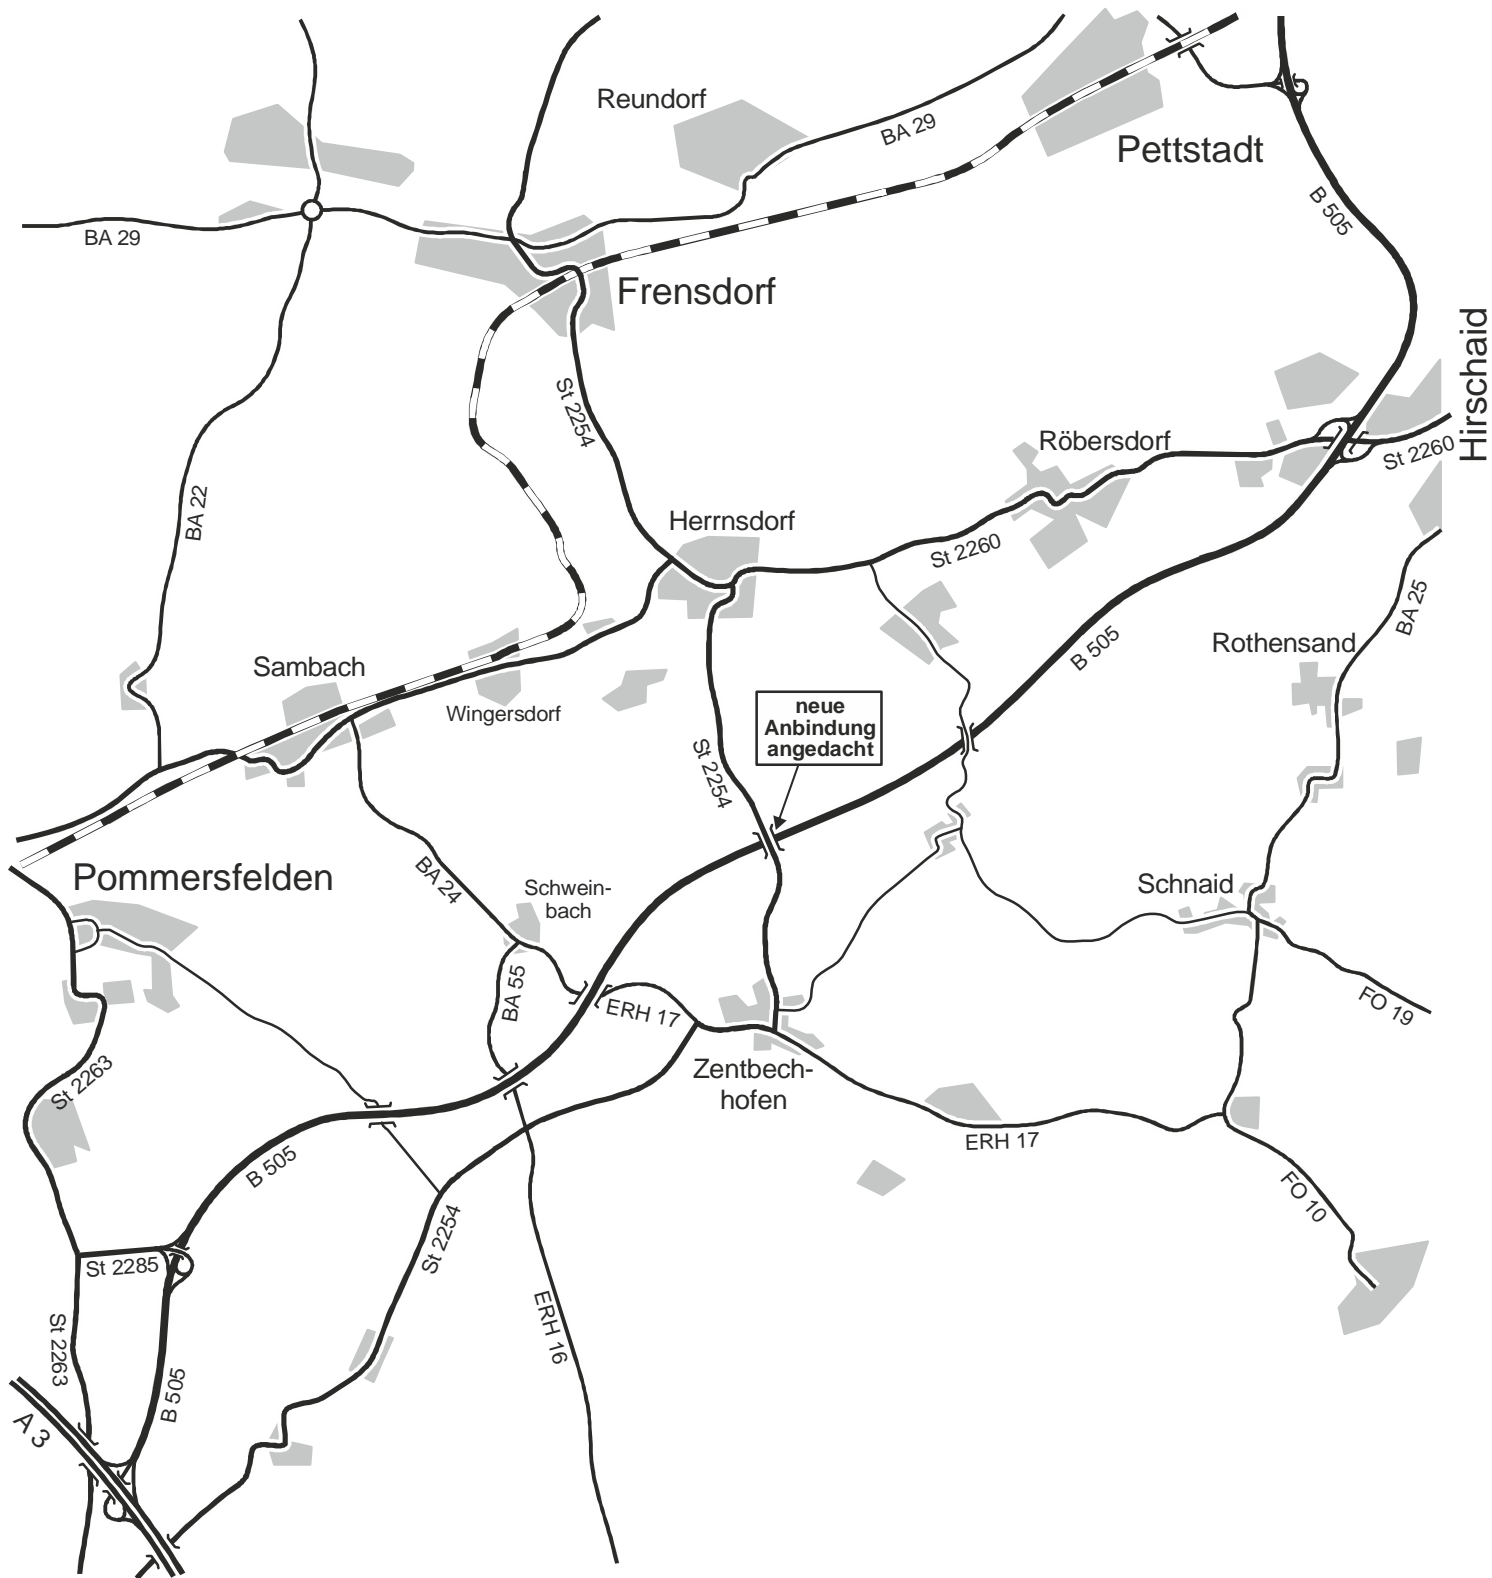 Reundorf
BA 29
Pettstadt
B 505
BA 29
Frensdorf
Hirschaid
St 2254
Röbersdorf
St 2260
BA 22
Herrnsdorf
St 2260
BA 25
B 505
Rothensand
Sambach
Wingersdorf
neue
Anbindung
angedacht
St 2254
Pommersfelden
BA 24
Schwein-
bach
Schnaid
BA 55
ERH 17
FO 19
St 2263
Zentbech-
hofen
ERH 17
B 505
FO 10
St 2254
St 2285
ERH 16
St 2263
B 505
A 3